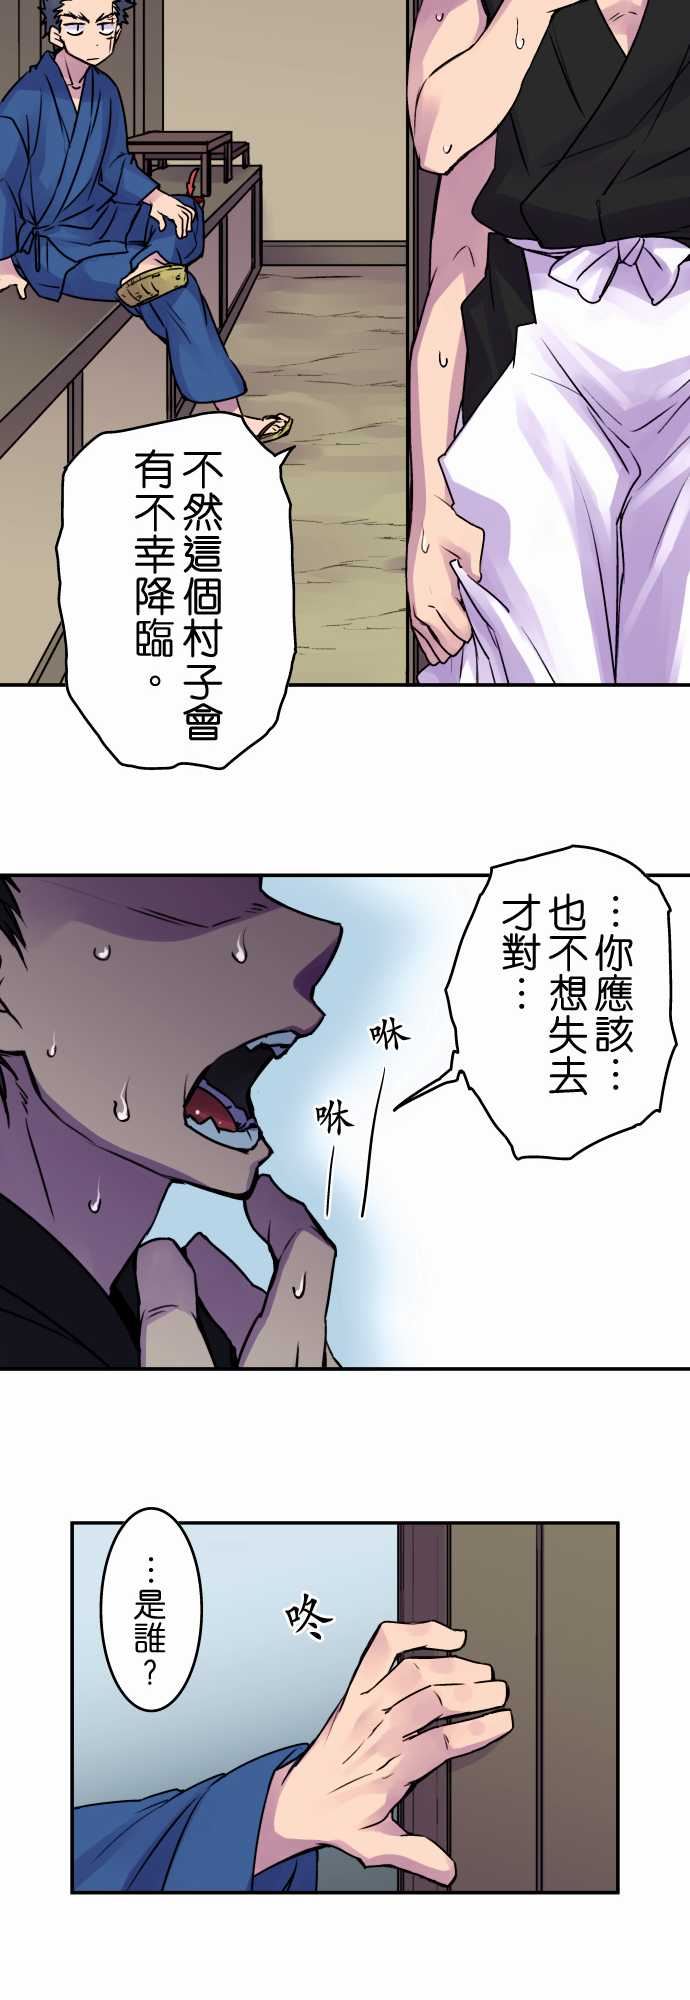 不然這個村子會
有不幸降臨。
…你應該…
也不想失去
才對…
咻
咻
…是誰？
咚